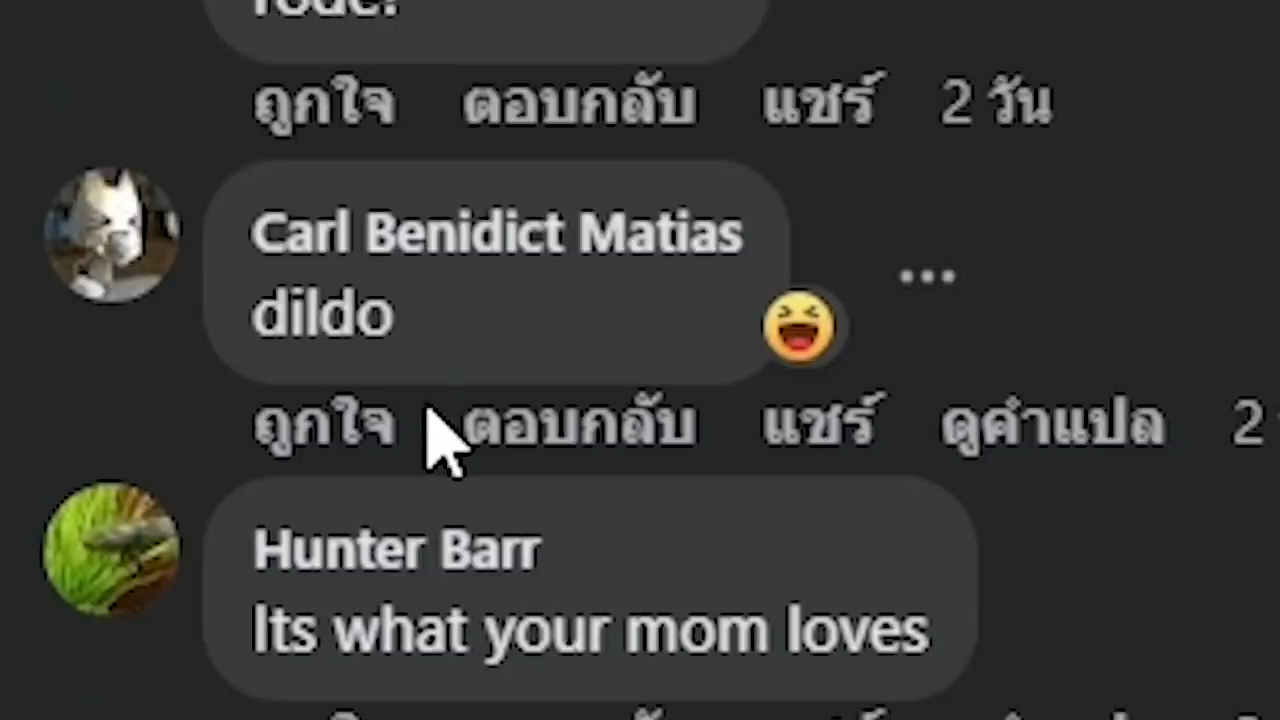 ถูกใจ ตอบกลับ แชร์ 2 วัน
Carl Benidict Matias
dildo
ถูกใจ ตอบกลับ แชร์ ดูคำแปล 2
Hunter Barr
Its what your mom loves